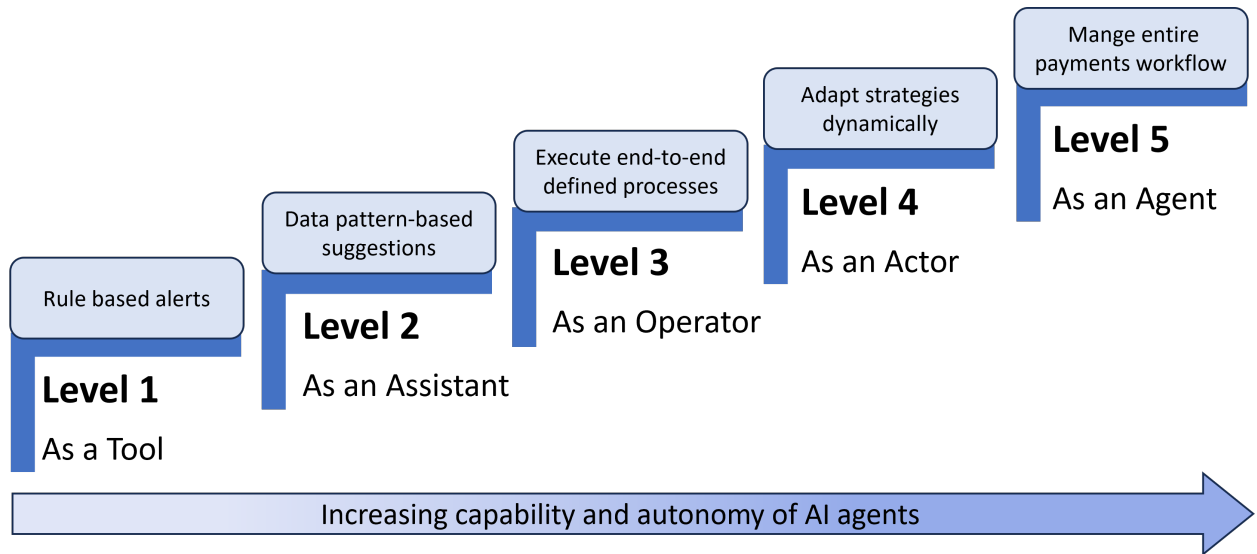 Rule based alerts
Level 1
As a Tool
Data pattern-based
suggestions
Level 2
As an Assistant
Execute end-to-end
defined processes
Level 3
As an Operator
Adapt strategies
dynamically
Level 4
As an Actor
Mange entire
payments workflow
Level 5
As an Agent
Increasing capability and autonomy of AI agents